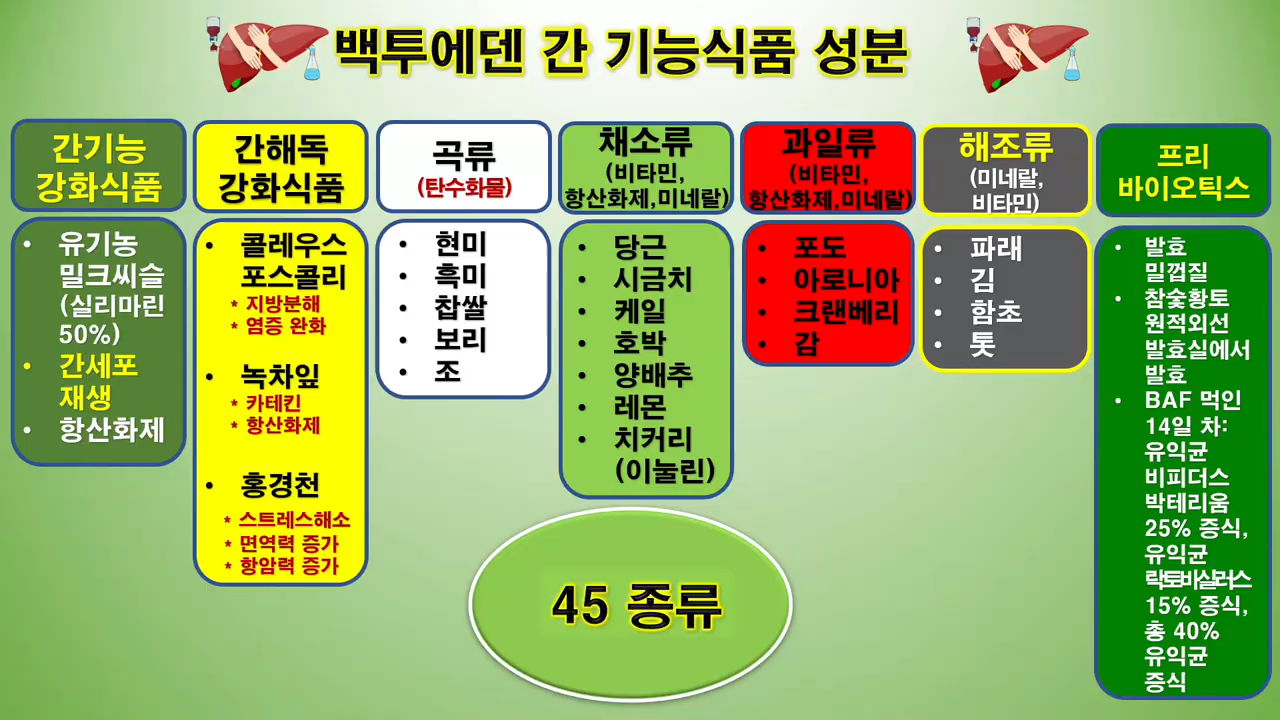 백투에덴 간 기능식품 성분
간기능
강화식품
• 유기농
밀크씨슬
(실리마린
50%)
• 간세포
재생
• 항산화제
간해독
강화식품
• 콜레우스
포스콜리
* 지방분해
* 염증 완화
• 녹차잎
* 카테킨
* 항산화제
• 홍경천
* 스트레스해소
* 면역력 증가
* 항암력 증가
곡류
(탄수화물)
• 현미
• 흑미
• 찹쌀
• 보리
• 조
채소류
(비타민,
항산화제,미네랄)
• 당근
• 시금치
• 케일
• 호박
• 양배추
• 레몬
• 치커리
(이눌린)
과일류
(비타민,
항산화제,미네랄)
• 포도
• 아로니아
• 크랜베리
• 감
해조류
(미네랄,
비타민)
• 파래
• 김
• 함초
• 톳
프리
바이오틱스
• 발효
밀껍질
• 참숯황토
원적외선
발효실에서
발효
• BAF 먹인
14일 차:
유익균
비피더스
박테리움
25% 증식,
유익균
락토바실러스
15% 증식,
총 40%
유익균
증식
45 종류